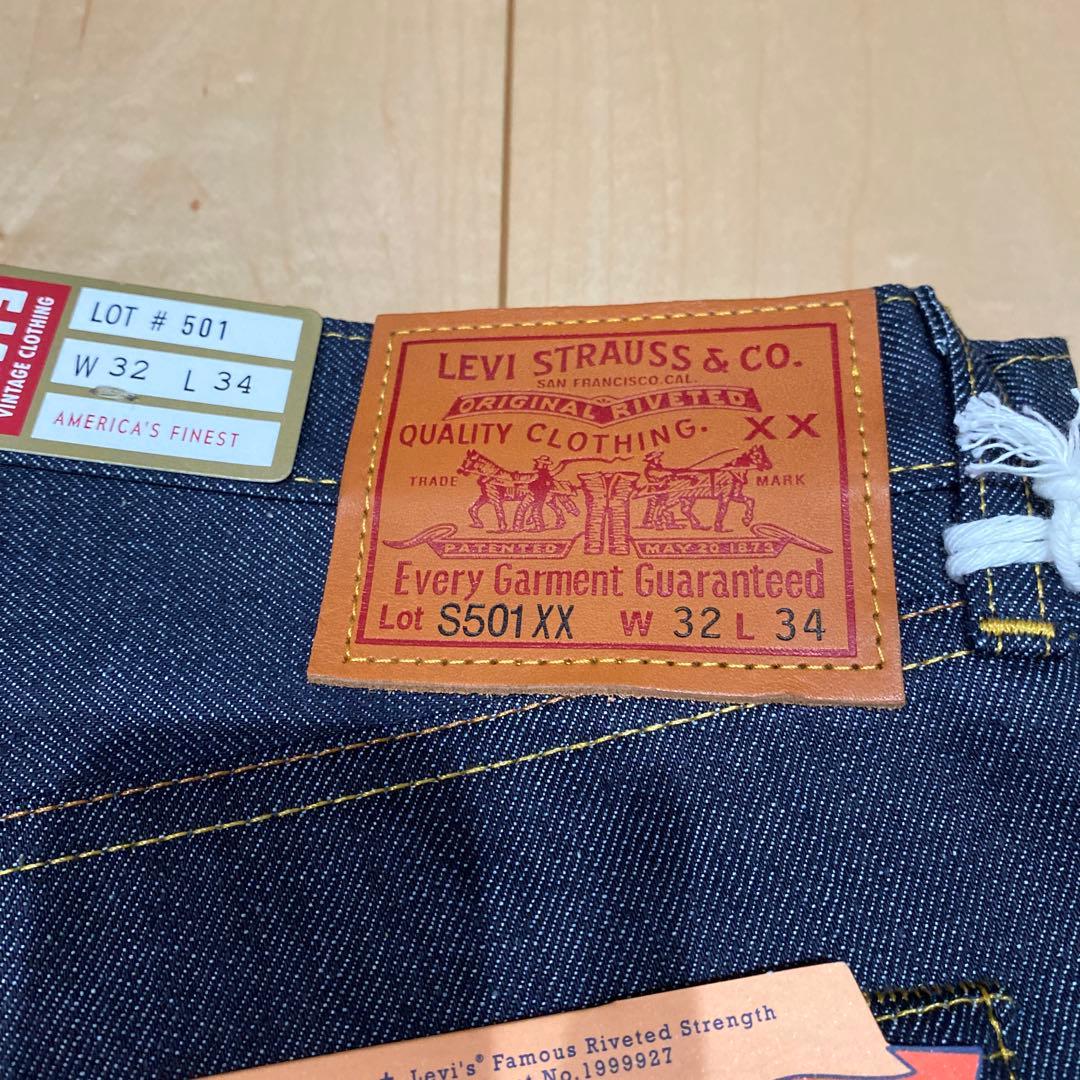 VINTAGE CLOTHING
LOT # 501
W 32 L 34
AMERICA'S FINEST
LEVI STRAUSS & CO.
SAN FRANCISCO, CAL.
ORIGINAL RIVETED
QUALITY CLOTHING. XX
TRADE MARK
PATENTED MAY 20 1873
Every Garment Guaranteed
Lot S501XX W 32 L 34
Levi's® Famous Riveted Strength
No. 1999927